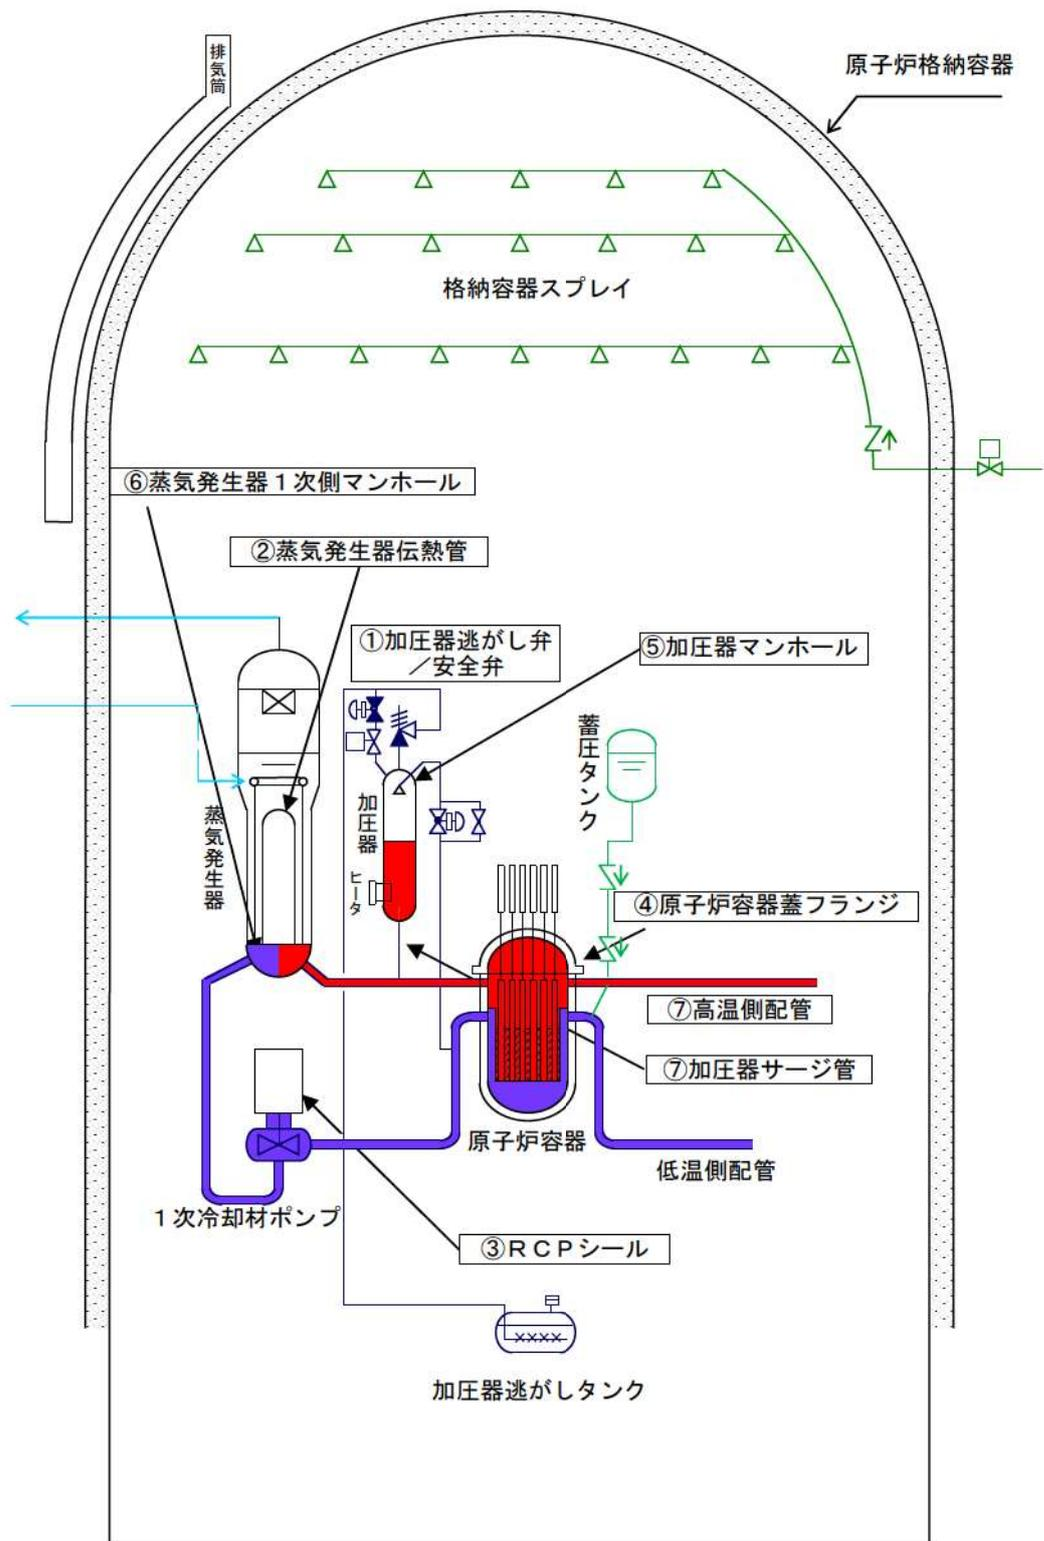 排気筒
原子炉格納容器
格納容器スプレイ
⑥蒸気発生器１次側マンホール
②蒸気発生器伝熱管
①加圧器逃がし弁
／安全弁
⑤加圧器マンホール
蓄圧タンク
加圧器
蒸気発生器
ヒータ
④原子炉容器蓋フランジ
⑦高温側配管
⑦加圧器サージ管
原子炉容器
低温側配管
１次冷却材ポンプ
③ＲＣＰシール
加圧器逃がしタンク